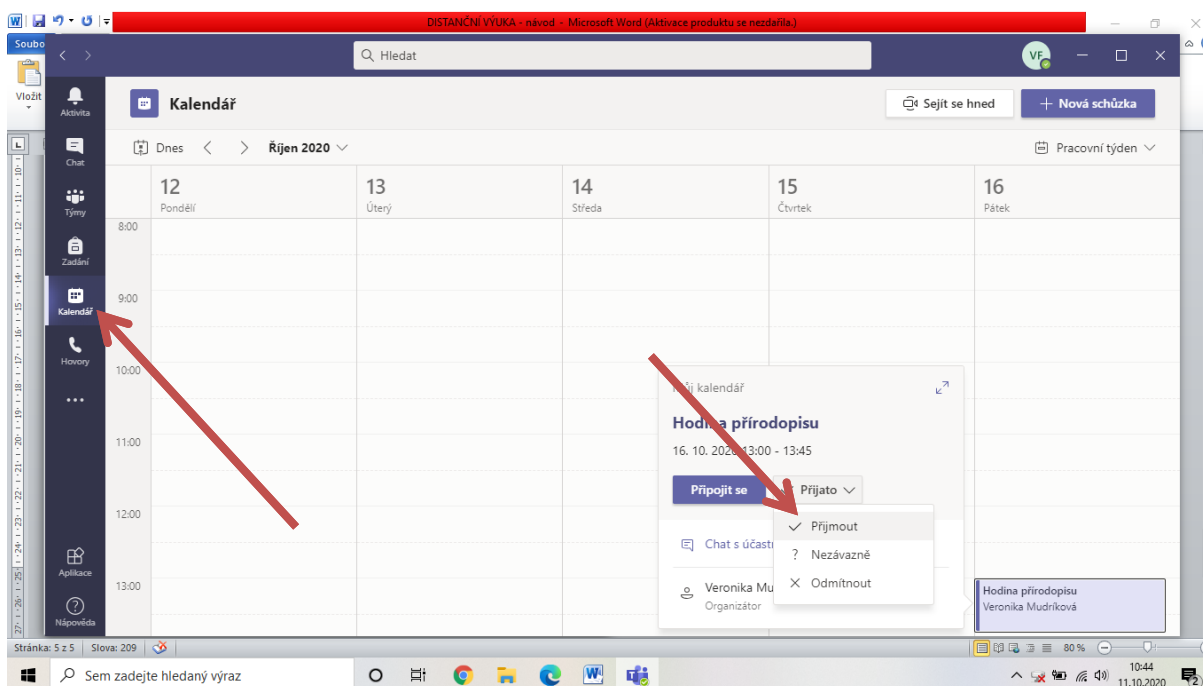 DISTANČNÍ VÝUKA - návod - Microsoft Word (Aktivace produktu se nezdařila.)
Soubo
Vložit
Hledat
VF
Aktivita
Chat
Týmy
Zadání
Kalendář
Hovory
Aplikace
Nápověda
Kalendář
Sejít se hned
Nová schůzka
Dnes
Říjen 2020
Pracovní týden
12
Pondělí
13
Úterý
14
Středa
15
Čtvrtek
16
Pátek
8:00
9:00
10:00
11:00
12:00
13:00
kalendář
Hodina přírodopisu
16. 10. 2020 13:00 - 13:45
Připojit se
Přijato
Přijmout
? Nezávazně
Odmítnout
Chat s účast
Veronika Mu
Organizátor
Hodina přírodopisu
Veronika Mudríková
Stránka: 5 z 5
Slova: 209
80 %
Sem zadejte hledaný výraz
10:44
11.10.2020